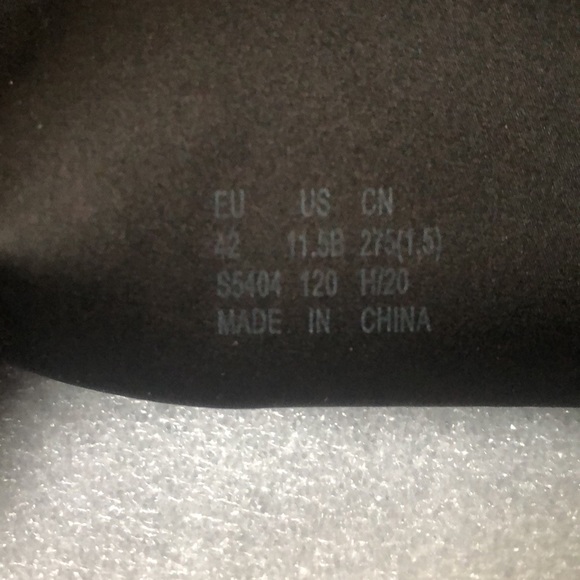 EU US CN
42 11.5B 275(1,5)
S5404 120 H/20
MADE IN CHINA